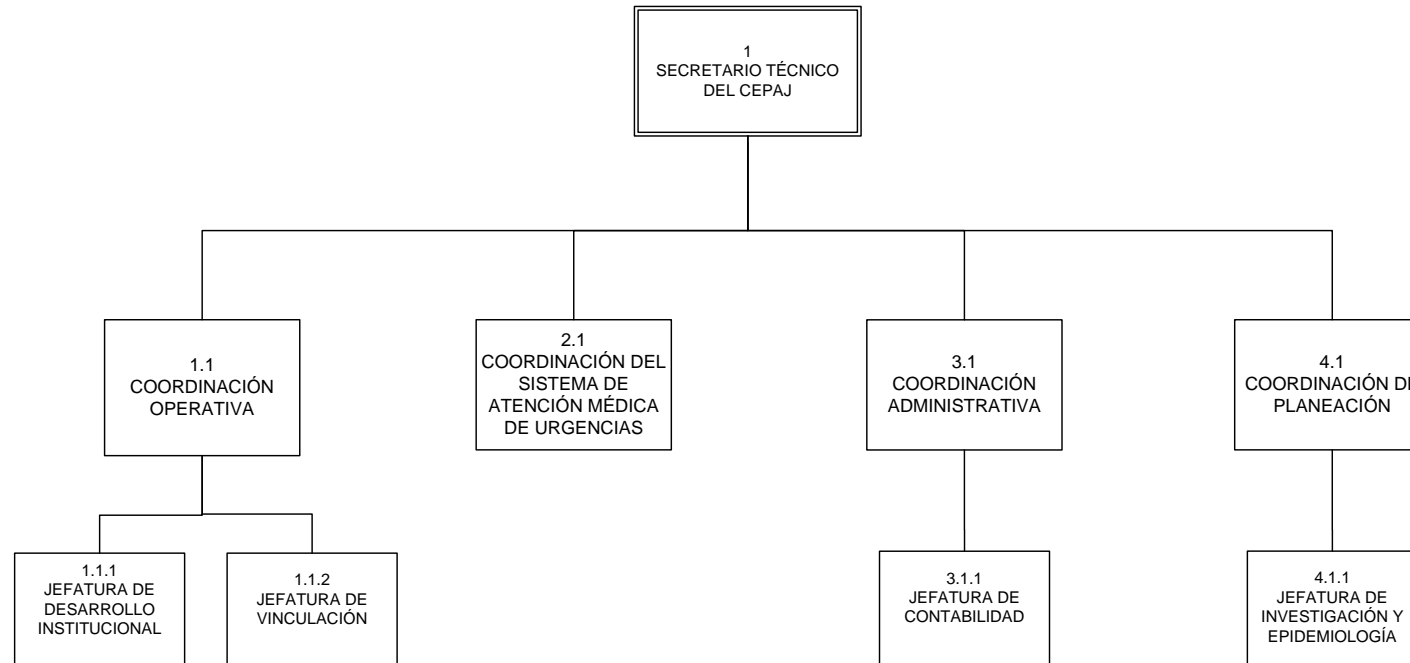 1
SECRETARIO TÉCNICO
DEL CEPAJ
1.1
COORDINACIÓN
OPERATIVA
2.1
COORDINACIÓN DEL
SISTEMA DE
ATENCIÓN MÉDICA
DE URGENCIAS
3.1
COORDINACIÓN
ADMINISTRATIVA
4.1
COORDINACIÓN
PLANEACIÓN
1.1.1
JEFATURA DE
DESARROLLO
INSTITUCIONAL
1.1.2
JEFATURA DE
VINCULACIÓN
3.1.1
JEFATURA DE
CONTABILIDAD
4.1.1
JEFATURA DE
INVESTIGACIÓN Y
EPIDEMIOLOGÍA